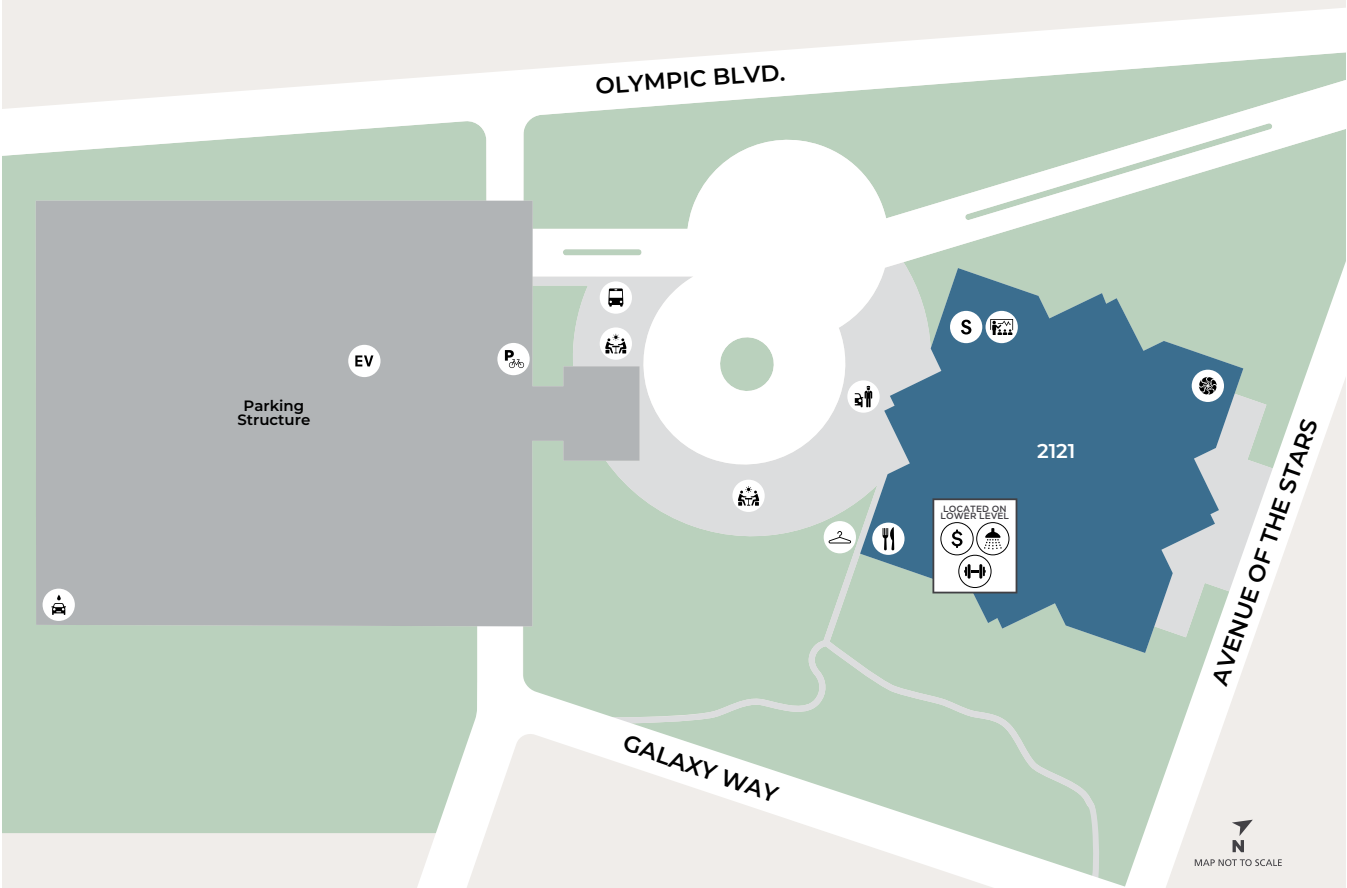 OLYMPIC BLVD.
S
EV
P
Parking
Structure
2121
LOCATED ON
LOWER LEVEL
$
AVENUE OF THE STARS
GALAXY WAY
N
MAP NOT TO SCALE